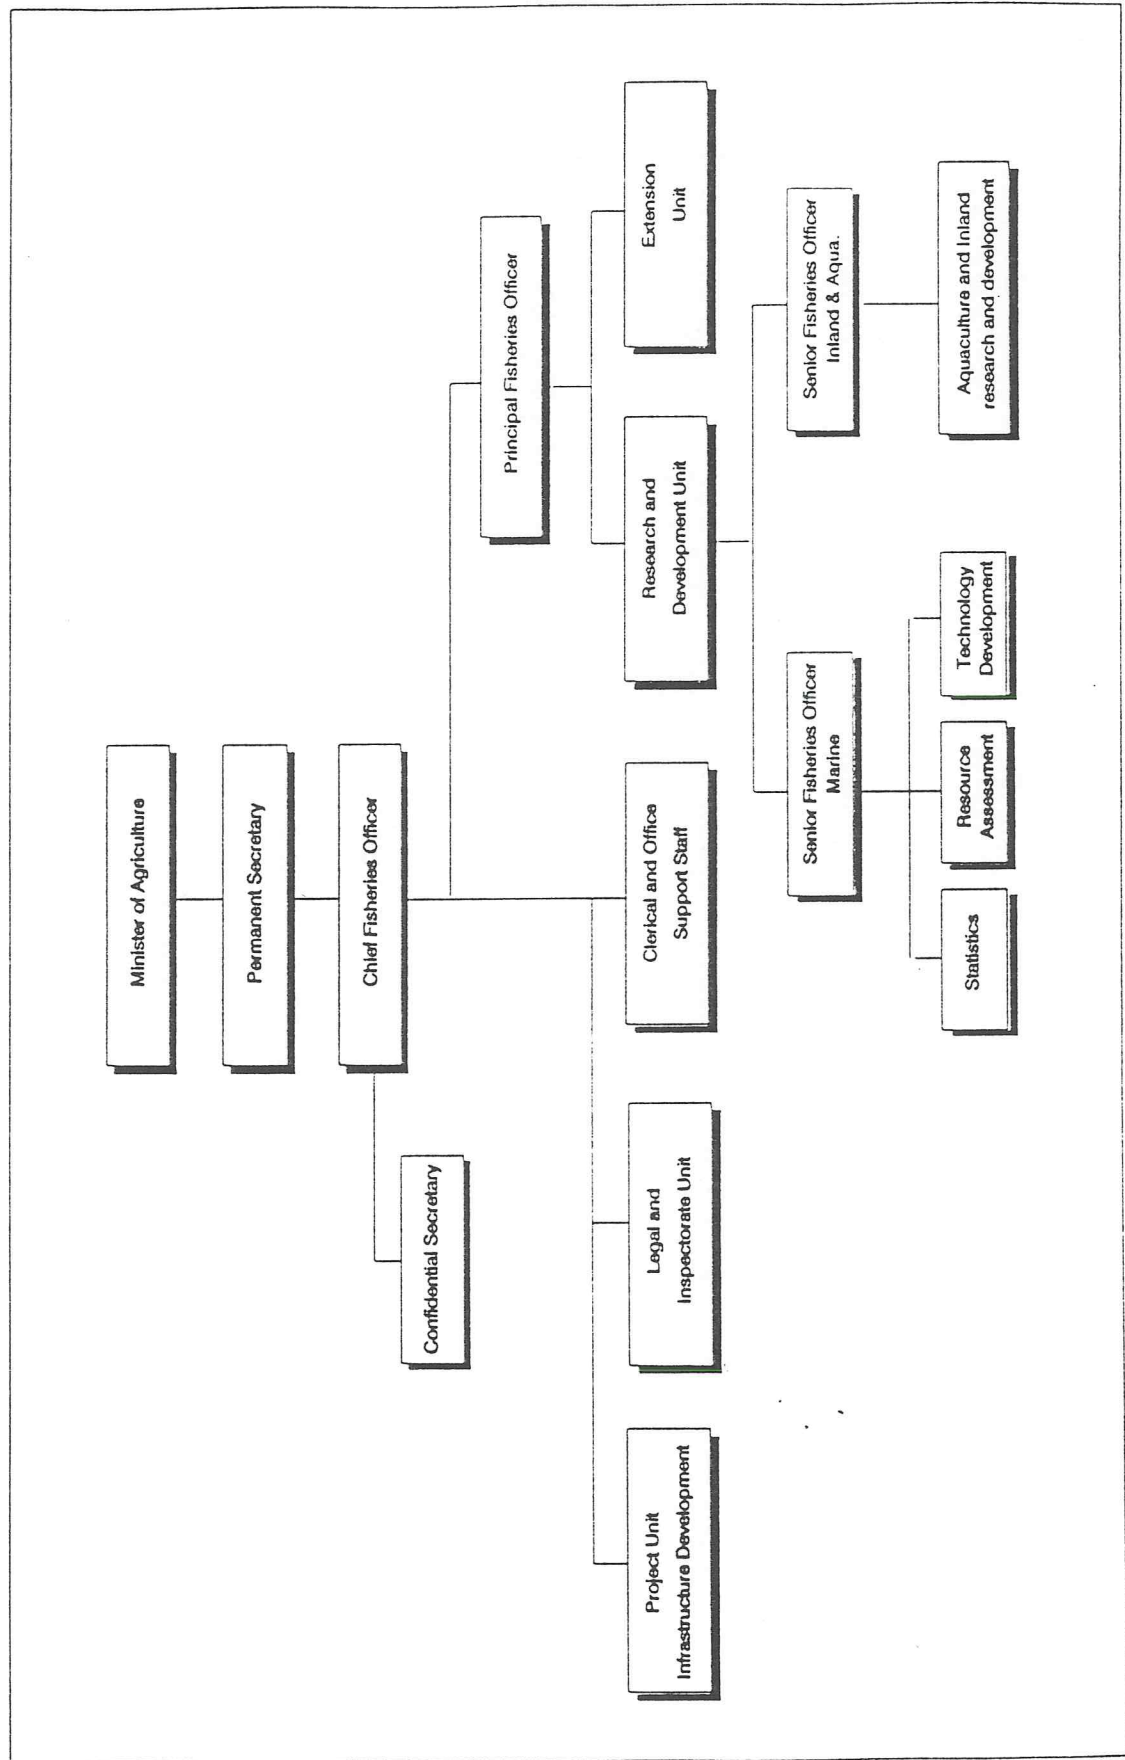 Minister of Agriculture
Permanent Secretary
Chief Fisheries Officer
Confidential Secretary
Principal Fisheries Officer
Project Unit
Infrastructure Development
Legal and
Inspectorate Unit
Clerical and Office
Support Staff
Research and
Development Unit
Extension
Unit
Senior Fisheries Officer
Marine
Senior Fisheries Officer
Inland & Aqua.
Statistics
Resource
Assessment
Technology
Development
Aquaculture and Inland
research and development